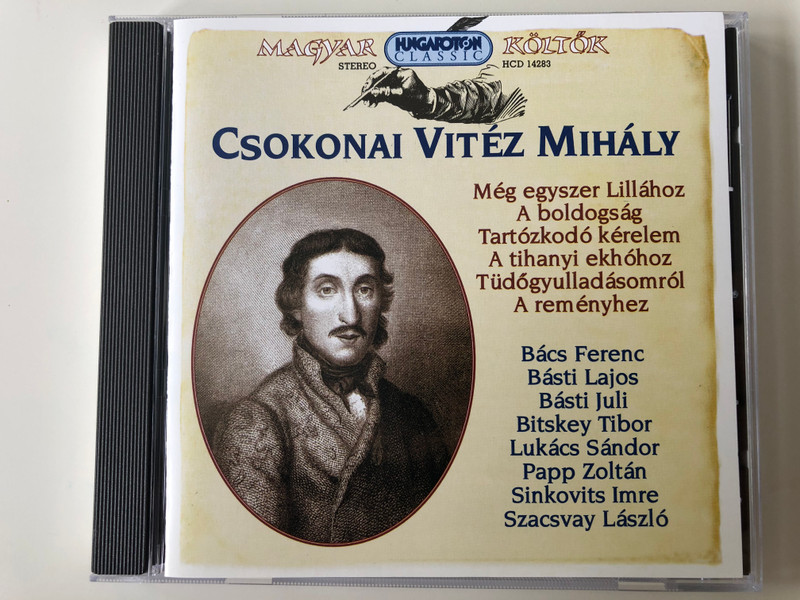 MAGYAR HUNGAROTON KÖLTŐK
CLASSIC
STEREO HCD 14283
CSOKONAI VITÉZ MIHÁLY
Még egyszer Lillához
A boldogság
Tartózkodó kérelem
A tihanyi ekhóhoz
Tüdőgyulladásomról
A reményhez
Bács Ferenc
Básti Lajos
Básti Juli
Bitskey Tibor
Lukács Sándor
Papp Zoltán
Sinkovits Imre
Szacsvay László